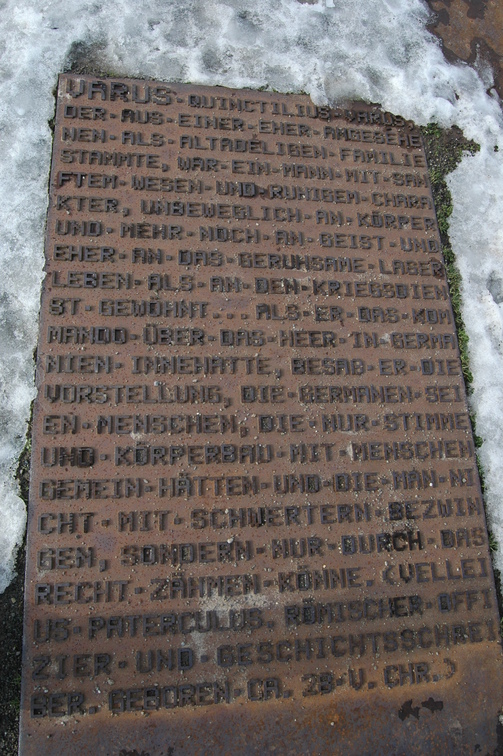 VARUS·QUINCTILIUS·VARUS,
DER·AUS·EINER·EHER·ANGESEHE
NEN·ALS·ALTADELIGEN·FAMILIE
STAMMTE, WAR·EIN·MANN·MIT·SAN
FTEM·WESEN·UND·RUHIGEM·CHARA
KTER, UNBEWEGLICH·AN·KÖRPER
UND·MEHR·NOCH·AN·GEIST·UND
EHER·AN·DAS·GERUHSAME·LAGER
LEBEN·ALS·AN·DEN·KRIEGSDIEN
ST·GEWÖHNT... ALS·ER·DAS·KOM
MANDO·ÜBER·DAS·HEER·IN·GERMA
NIEN·INNEHATTE, BESAß·ER·DIE
VORSTELLUNG, DIE·GERMANEN·SEI
EN·MENSCHEN, DIE·NUR·STIMME
UND·KÖRPERBAU·MIT·MENSCHEN
GEMEIN·HÄTTEN·UND·DIE·MAN·NI
CHT·MIT·SCHWERTERN·BEZWIN
GEN, SONDERN·NUR·DURCH·DAS
RECHT·ZÄHMEN·KÖNNE. (VELLEI
US·PATERCULUS. RÖMISCHER·OFFI
ZIER·UND·GESCHICHTSSCHREI
BER. GEBOREN·CA. 20·V. CHR.)